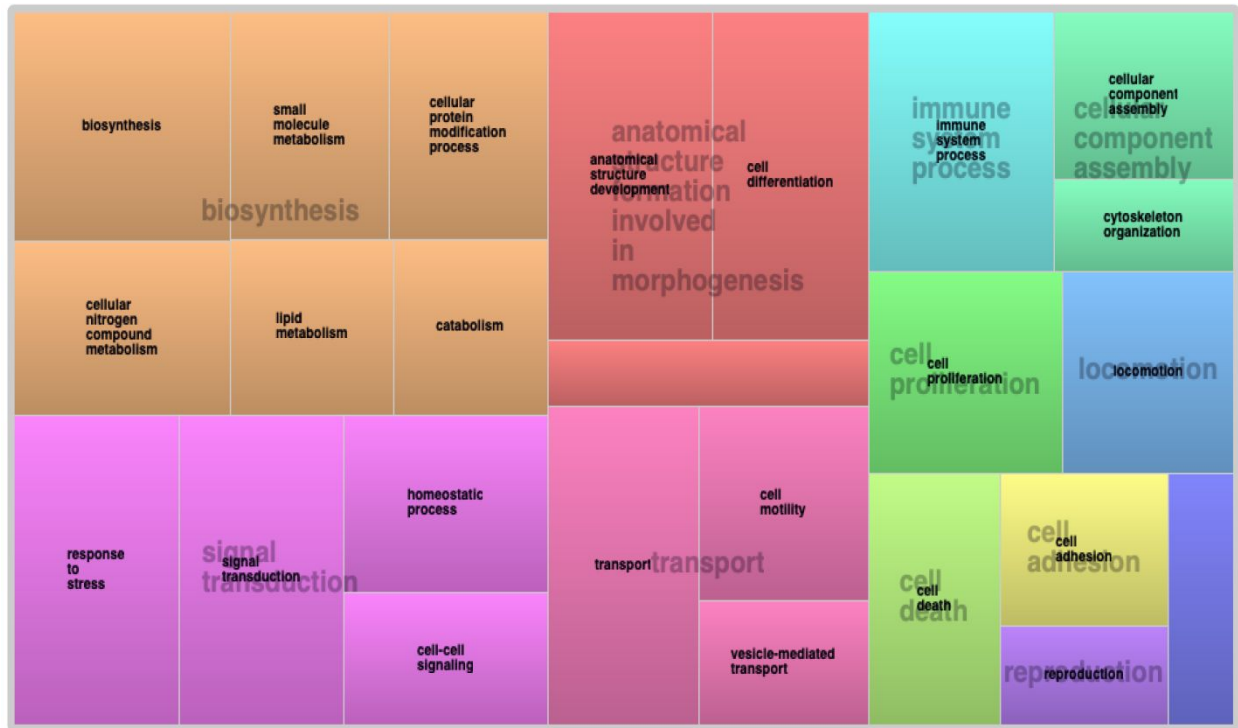 biosynthesis
small
molecule
metabolism
cellular
protein
modification
process
biosynthesis
cellular
nitrogen
compound
metabolism
lipid
metabolism
catabolism
response
to
stress
signal
transduction
signal
transduction
homeostatic
process
cell-cell
signaling
anatomical
structure
formation
involved
in
morphogenesis
anatomical
structure
development
cell
differentiation
transport
transport
cell
motility
vesicle-mediated
transport
immune
system
process
immune
system
process
cellular
component
assembly
cellular
component
assembly
cytoskeleton
organization
cell
proliferation
cell
proliferation
locomotion
locomotion
cell
death
cell
death
cell
adhesion
cell
adhesion
reproduction
reproduction